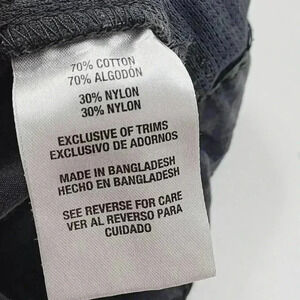 70% COTTON
70% ALGODÓN
30% NYLON
30% NYLON
EXCLUSIVE OF TRIMS
EXCLUSIVO DE ADORNOS
MADE IN BANGLADESH
HECHO EN BANGLADESH
SEE REVERSE FOR CARE
VER AL REVERSO PARA
CUIDADO